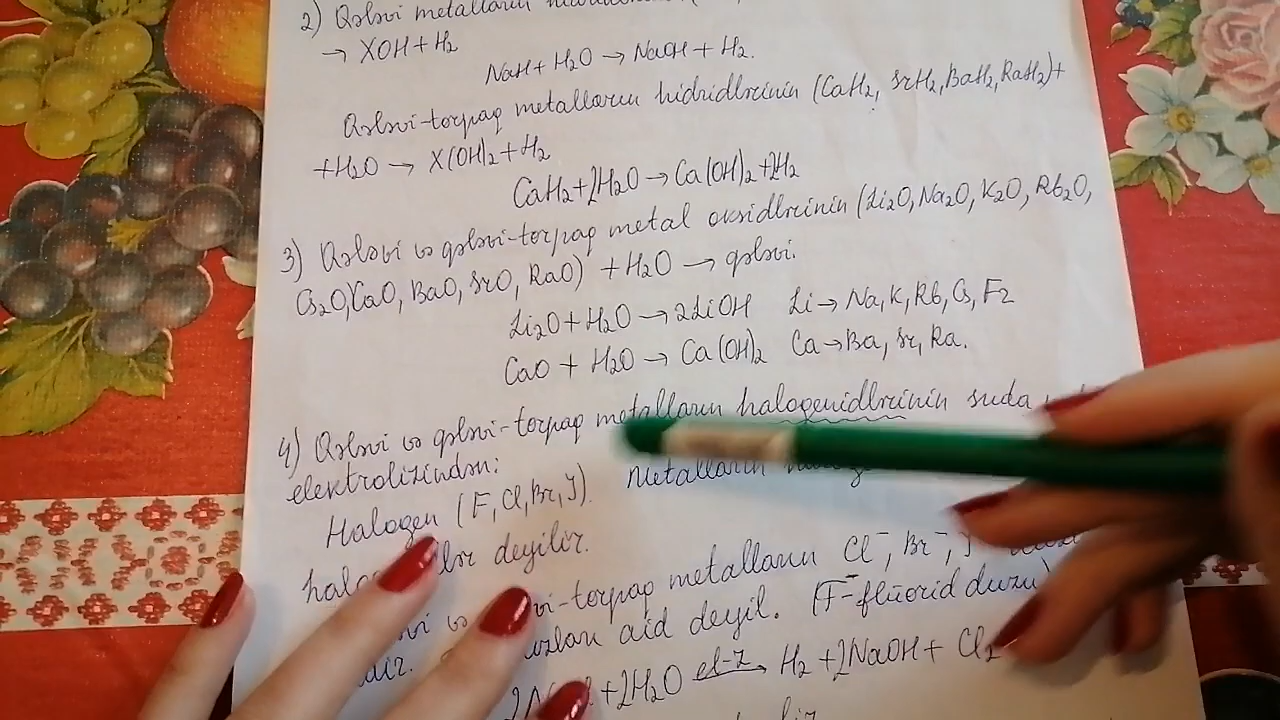 2) Qələvi metalların
→ XOH + H₂
NaH + H₂O → NaOH + H₂.
Qələvi-torpaq metalların hidridlərinin (CaH₂, SrH₂, BaH₂, RaH₂) +
+ H₂O → X(OH)₂ + H₂
CaH₂ + 2H₂O → Ca(OH)₂ + 2H₂
3) Qələvi və qələvi-torpaq metal oksidlərinin (Li₂O, Na₂O, K₂O, Rb₂O,
Cs₂O, CaO, BaO, SrO, RaO) + H₂O → qələvi.
Li₂O + H₂O → 2LiOH Li → Na, K, Rb, Cs, Fr
CaO + H₂O → Ca(OH)₂ Ca → Ba, Sr, Ra.
4) Qələvi və qələvi-torpaq metalların halogenidlərinin suda
elektrolizindən:
Halogen (F, Cl, Br, J). Metalların
deyilir.
metalların Cl⁻, Br⁻, J⁻
aid deyil. (F⁻-flüorid duzu)
+ 2H₂O el-z → H₂ + 2NaOH + Cl₂